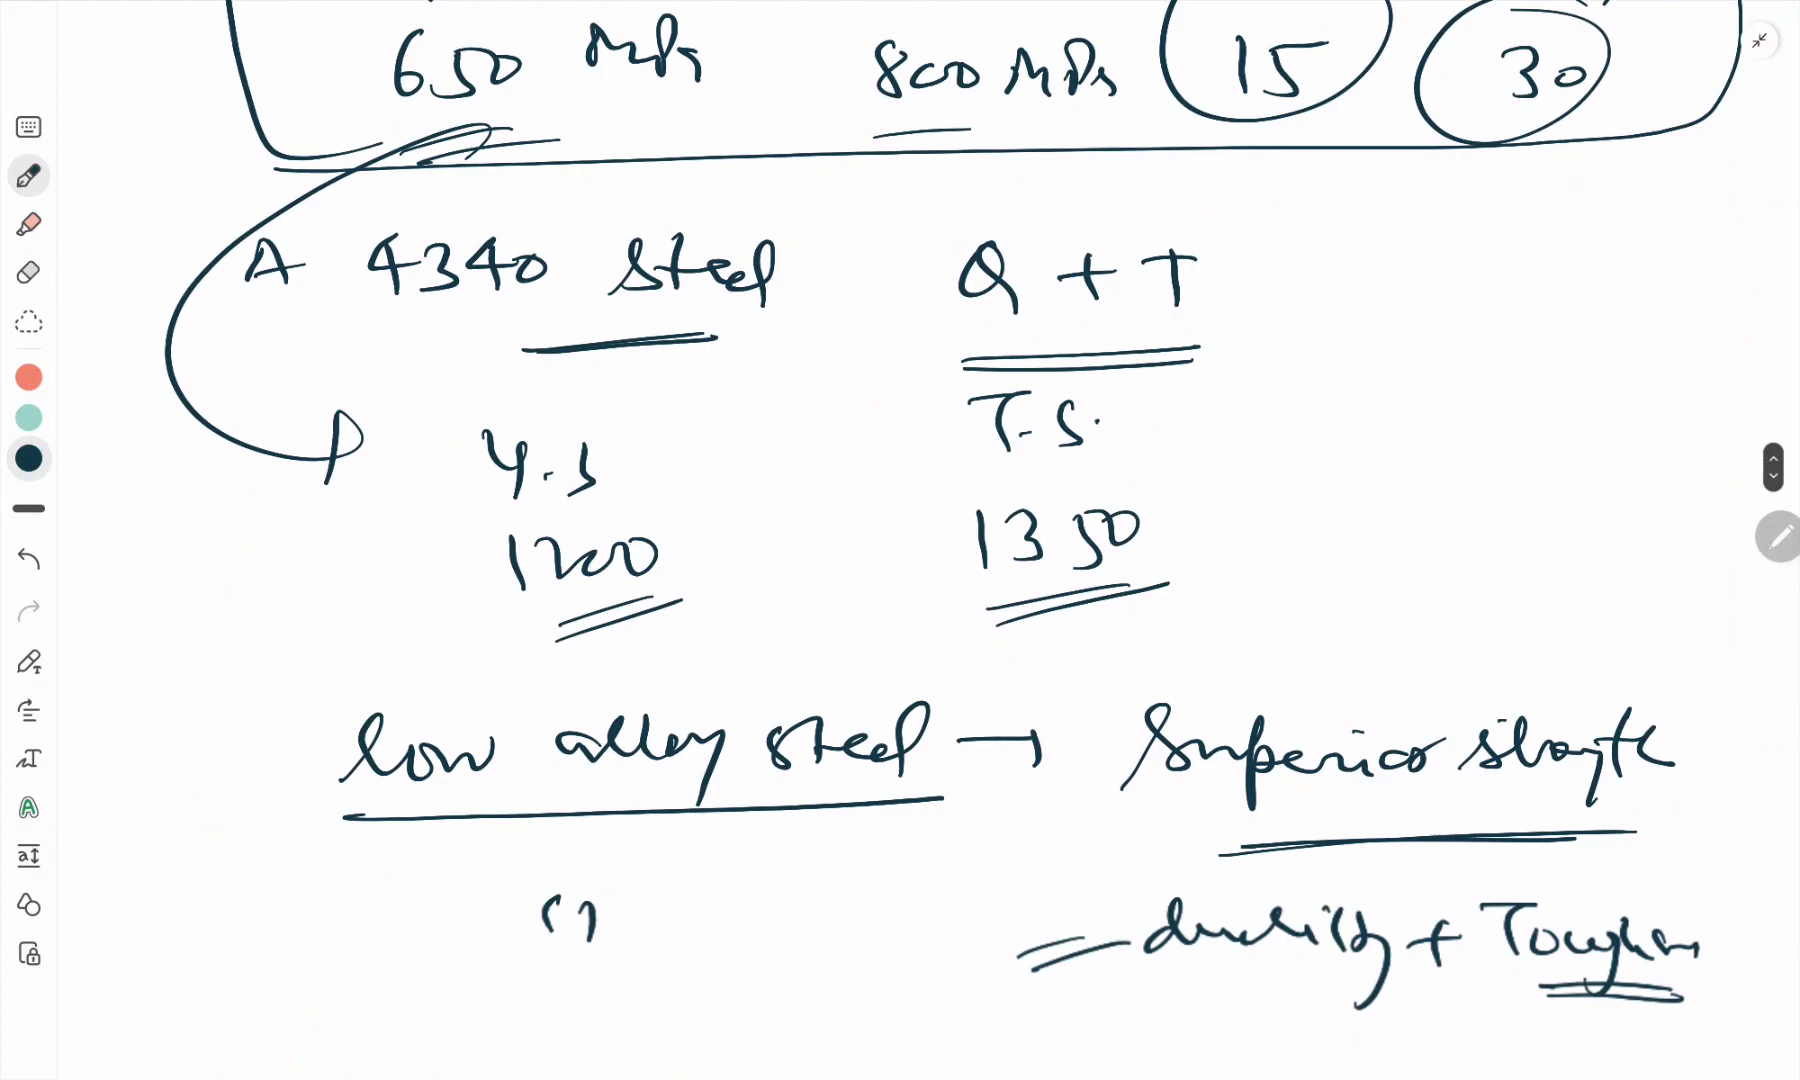 650 MPa 800 MPa 15 30
A 4340 steel Q + T
Y.S T.S.
1200 1350
low alloy steel → Superior strength
ductility + Toughness